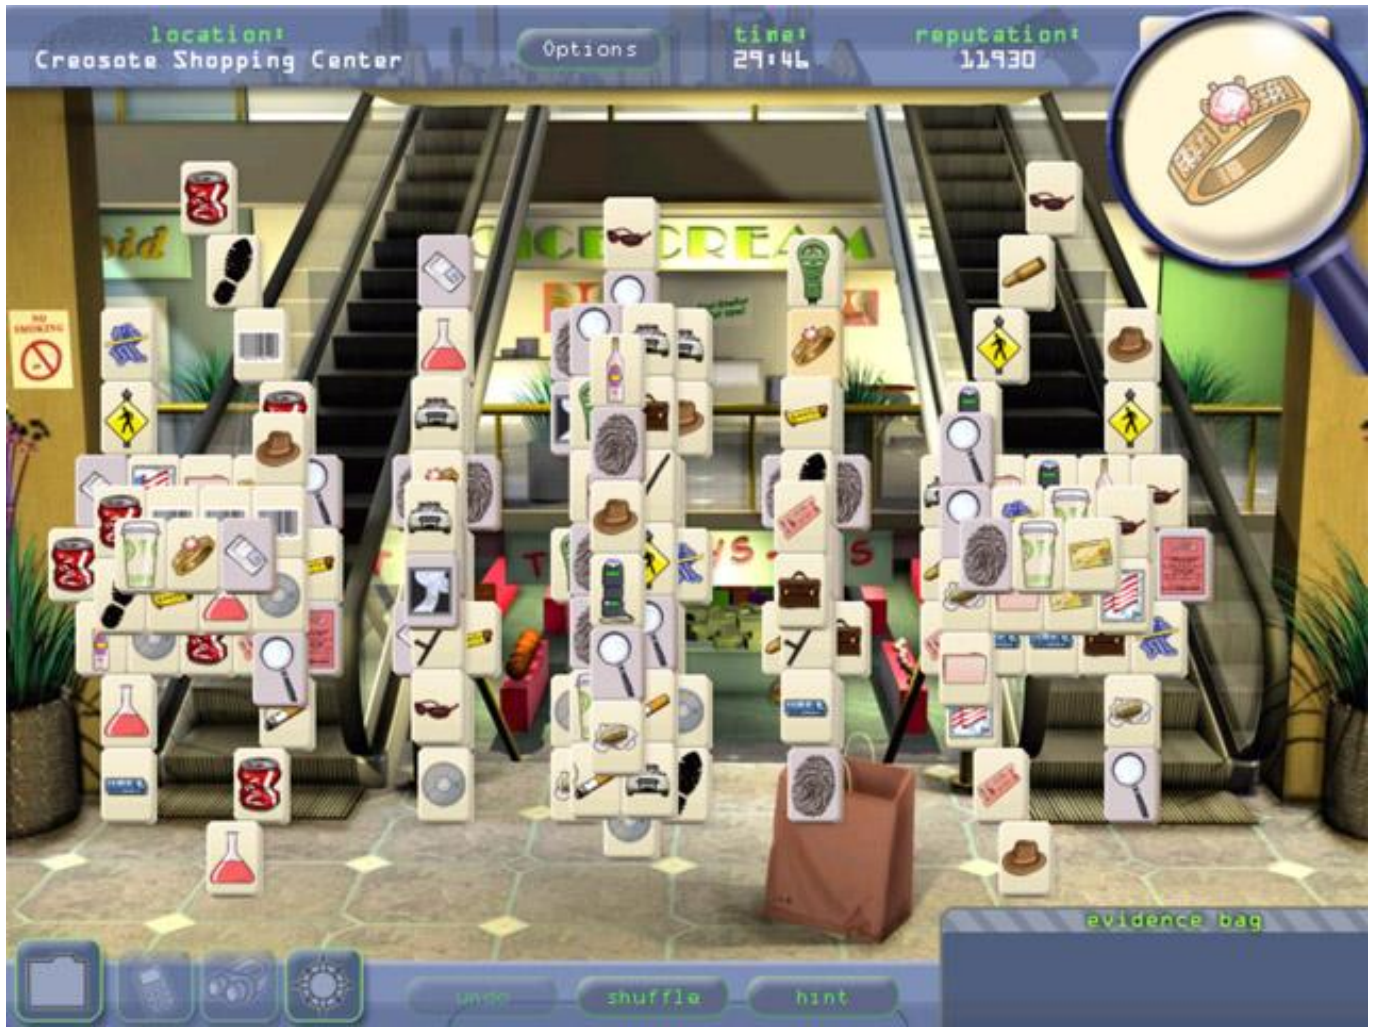 location:
Creosote Shopping Center
Options
time:
29:46
reputation:
11930
ICE CREAM
NO
SMOKING
evidence bag
undo
shuffle
hint